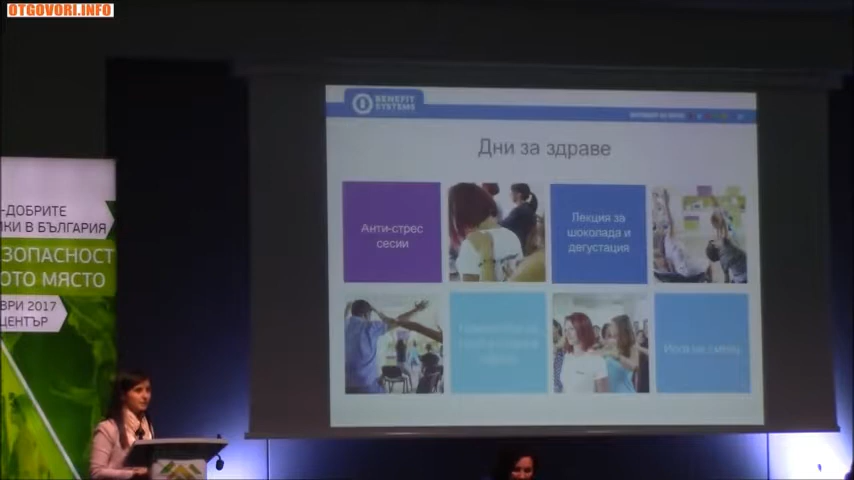 OTGOVORI.INFO
BENEFIT
SYSTEMS
Дни за здраве
Анти-стрес
сесии
Лекция за
шоколада и
дегустация
-ДОБРИТЕ
КИ В БЪЛГАРИЯ
ЗОПАСНОСТ
ОТО МЯСТО
ВРИ 2017
ЦЕНТЪР